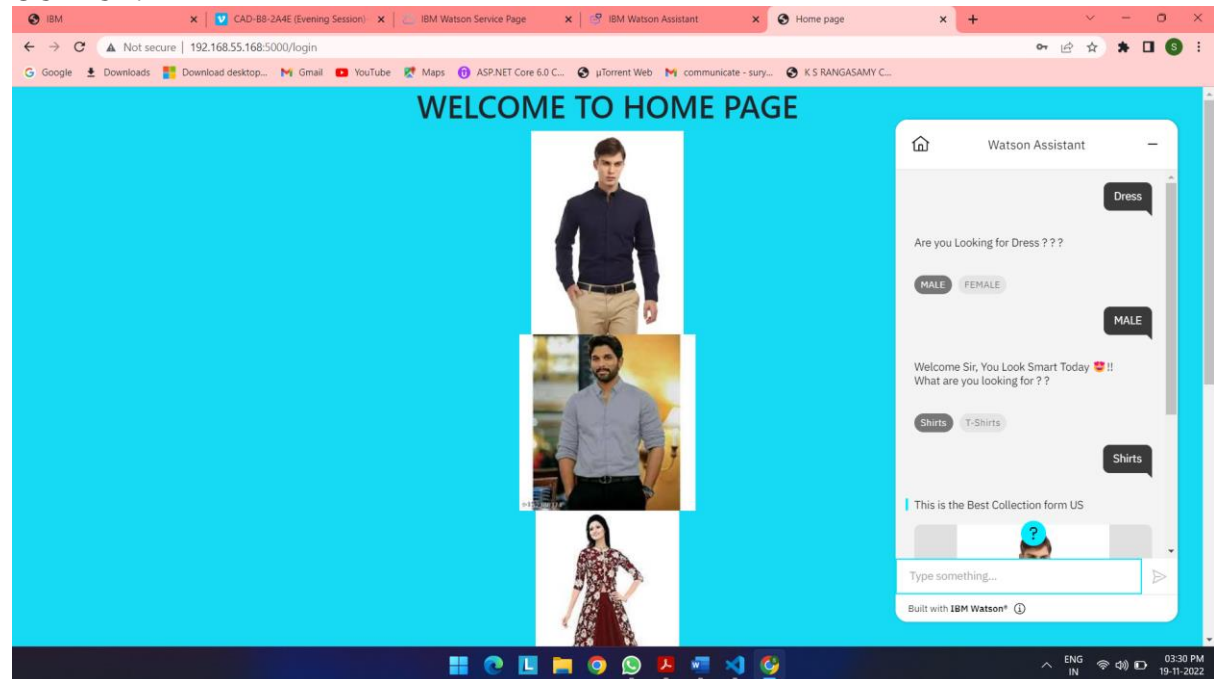 IBM
CAD-B8-2A4E (Evening Session)
IBM Watson Service Page
IBM Watson Assistant
Home page
Not secure | 192.168.55.168:5000/login
Google
Downloads
Download desktop...
Gmail
YouTube
Maps
ASP.NET Core 6.0 C...
µTorrent Web
communicate - sury...
K S RANGASAMY C...
S
WELCOME TO HOME PAGE
Watson Assistant
Dress
Are you Looking for Dress ? ? ?
MALE FEMALE
MALE
Welcome Sir, You Look Smart Today 😍 !!
What are you looking for ? ?
Shirts T-Shirts
Shirts
This is the Best Collection form US
?
Type something...
Built with IBM Watson®
L
ENG
IN
03:30 PM
19-11-2022